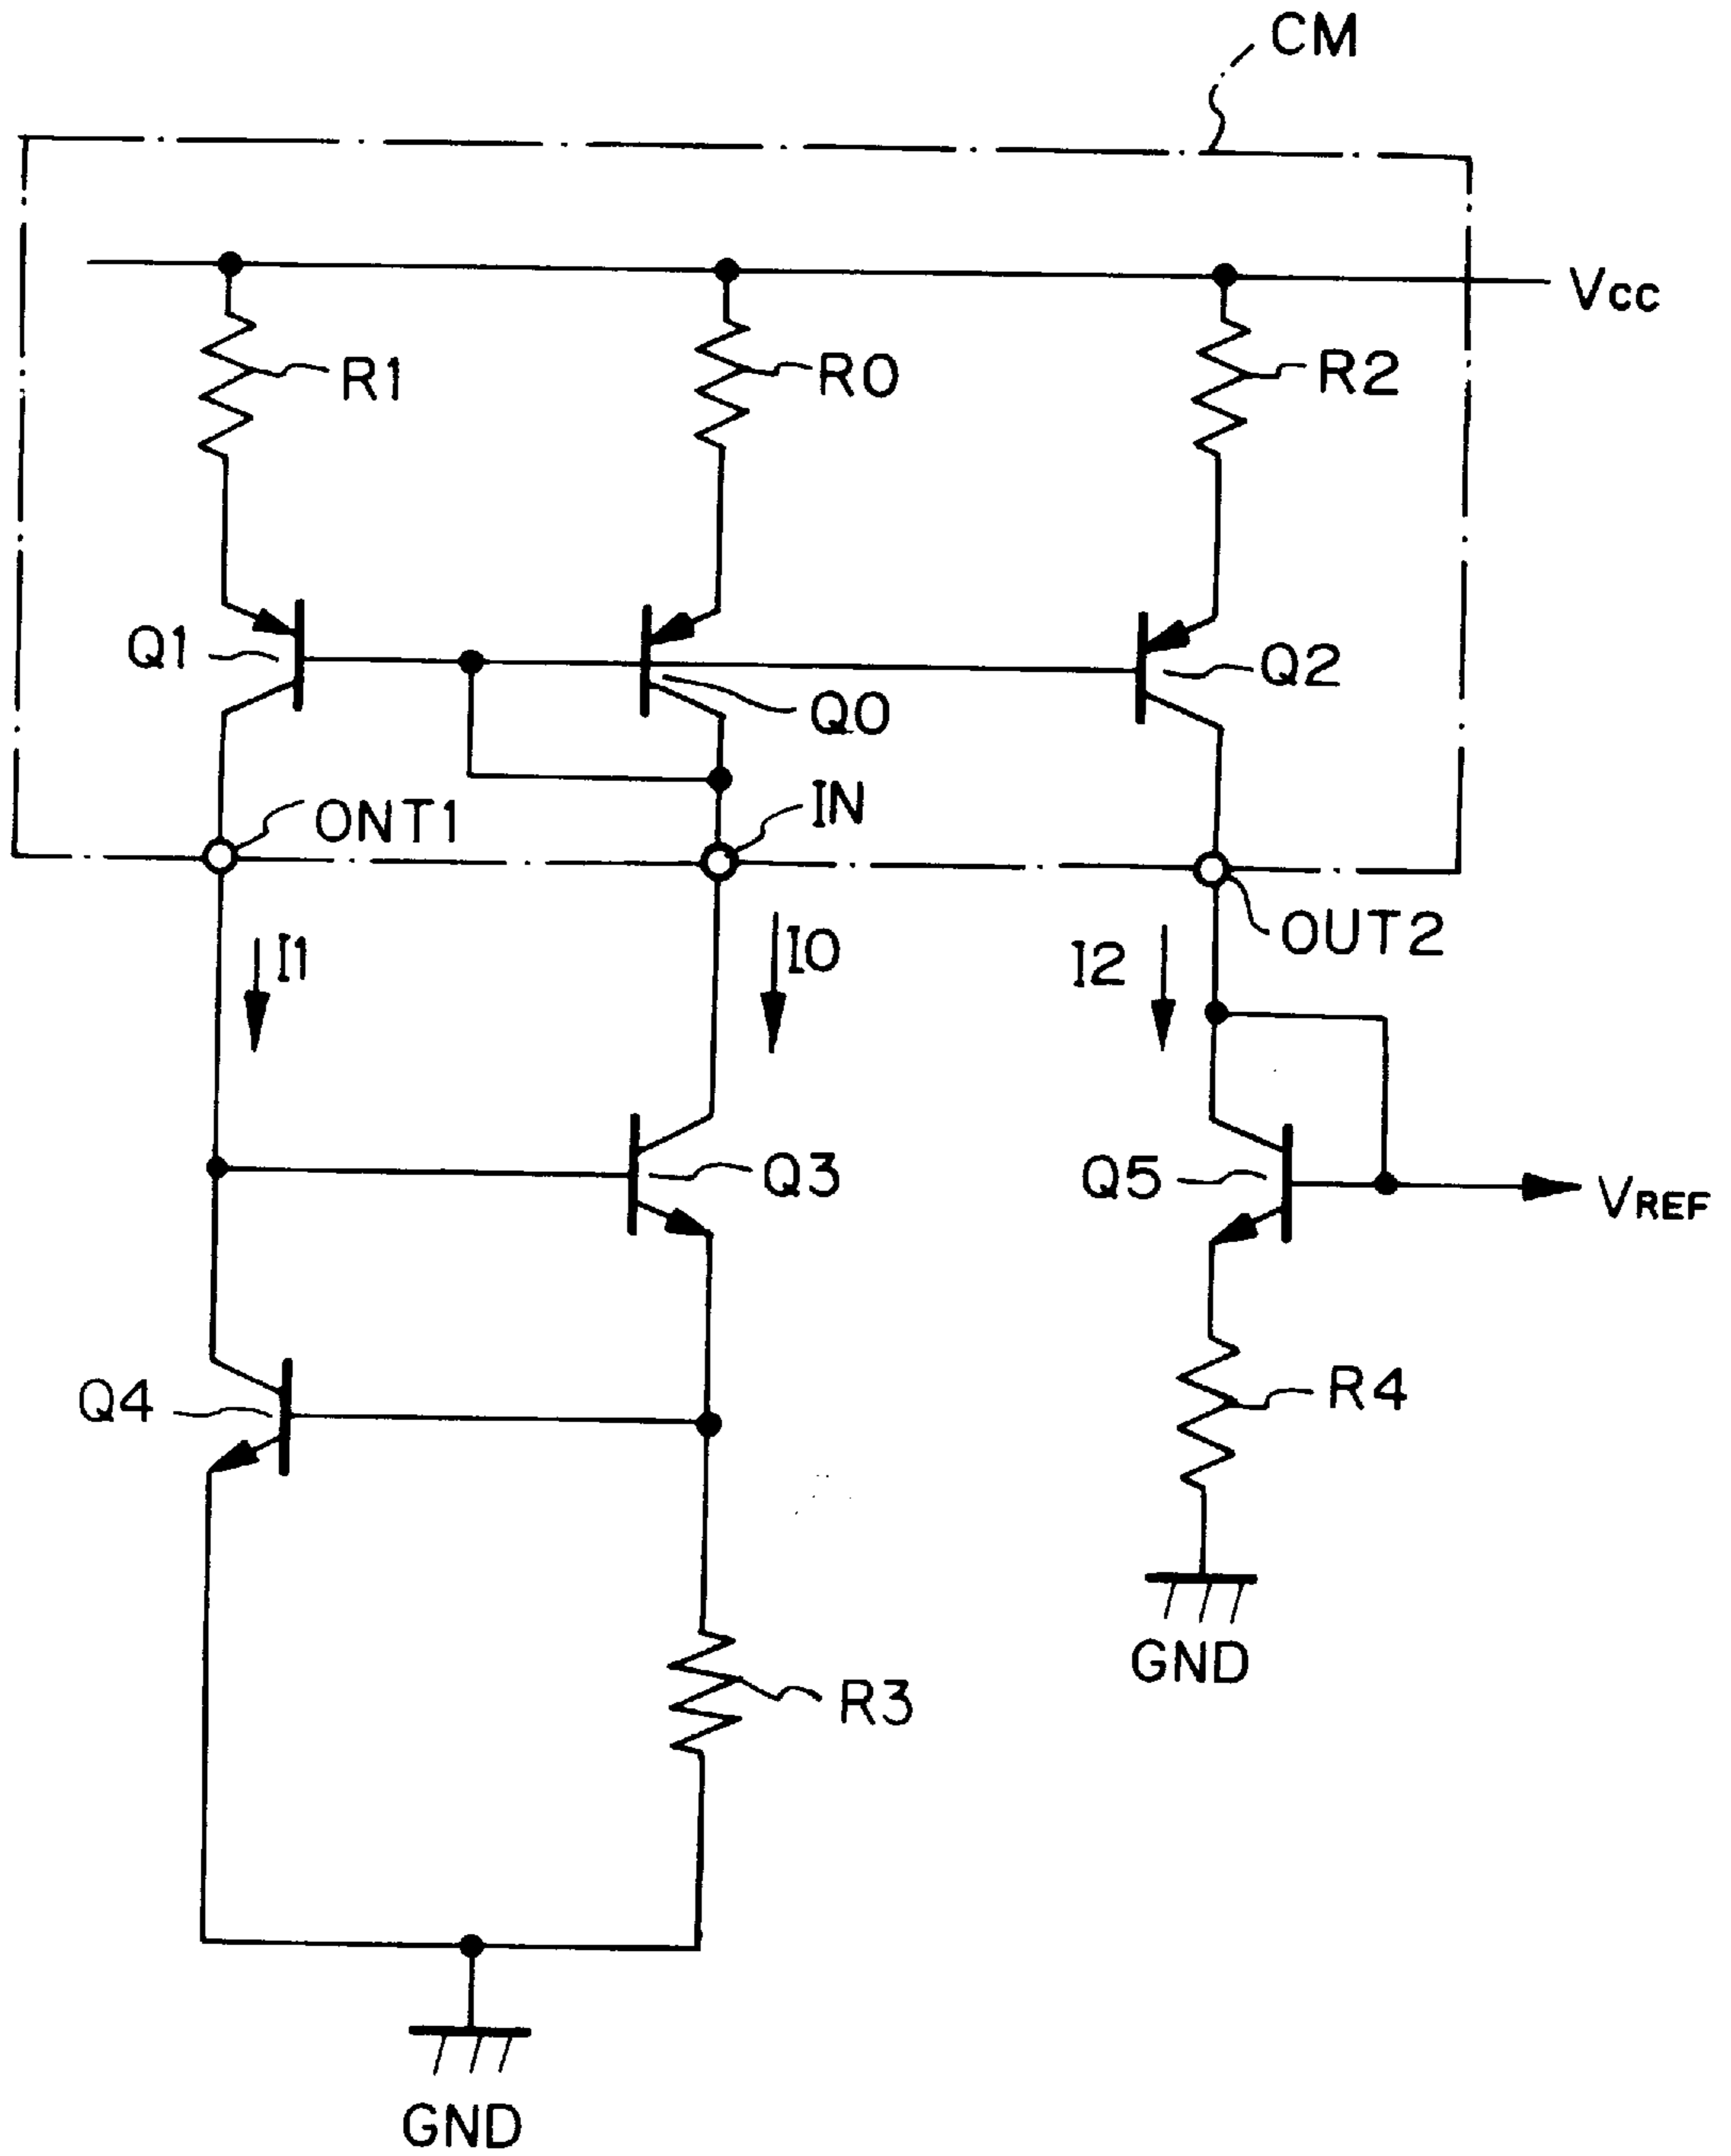 CM
Vcc
R1
R0
R2
Q1
Q0
Q2
ONT1
IN
OUT2
I1
I0
I2
Q3
Q5
VREF
Q4
R4
R3
GND
GND